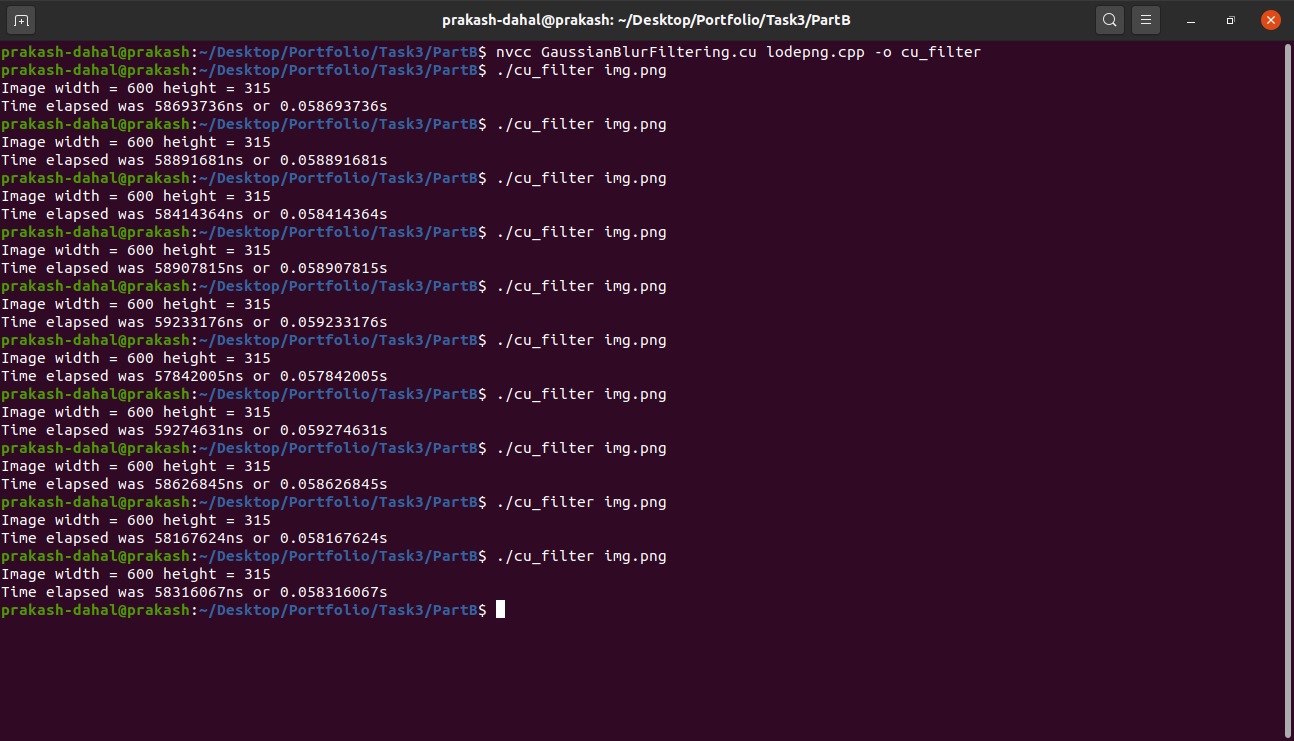 prakash-dahal@prakash: ~/Desktop/Portfolio/Task3/PartB
prakash-dahal@prakash:~/Desktop/Portfolio/Task3/PartB$ nvcc GaussianBlurFiltering.cu lodepng.cpp -o cu_filter
prakash-dahal@prakash:~/Desktop/Portfolio/Task3/PartB$ ./cu_filter img.png
Image width = 600 height = 315
Time elapsed was 58693736ns or 0.058693736s
prakash-dahal@prakash:~/Desktop/Portfolio/Task3/PartB$ ./cu_filter img.png
Image width = 600 height = 315
Time elapsed was 58891681ns or 0.058891681s
prakash-dahal@prakash:~/Desktop/Portfolio/Task3/PartB$ ./cu_filter img.png
Image width = 600 height = 315
Time elapsed was 58414364ns or 0.058414364s
prakash-dahal@prakash:~/Desktop/Portfolio/Task3/PartB$ ./cu_filter img.png
Image width = 600 height = 315
Time elapsed was 58907815ns or 0.058907815s
prakash-dahal@prakash:~/Desktop/Portfolio/Task3/PartB$ ./cu_filter img.png
Image width = 600 height = 315
Time elapsed was 59233176ns or 0.059233176s
prakash-dahal@prakash:~/Desktop/Portfolio/Task3/PartB$ ./cu_filter img.png
Image width = 600 height = 315
Time elapsed was 57842005ns or 0.057842005s
prakash-dahal@prakash:~/Desktop/Portfolio/Task3/PartB$ ./cu_filter img.png
Image width = 600 height = 315
Time elapsed was 59274631ns or 0.059274631s
prakash-dahal@prakash:~/Desktop/Portfolio/Task3/PartB$ ./cu_filter img.png
Image width = 600 height = 315
Time elapsed was 58626845ns or 0.058626845s
prakash-dahal@prakash:~/Desktop/Portfolio/Task3/PartB$ ./cu_filter img.png
Image width = 600 height = 315
Time elapsed was 58167624ns or 0.058167624s
prakash-dahal@prakash:~/Desktop/Portfolio/Task3/PartB$ ./cu_filter img.png
Image width = 600 height = 315
Time elapsed was 58316067ns or 0.058316067s
prakash-dahal@prakash:~/Desktop/Portfolio/Task3/PartB$